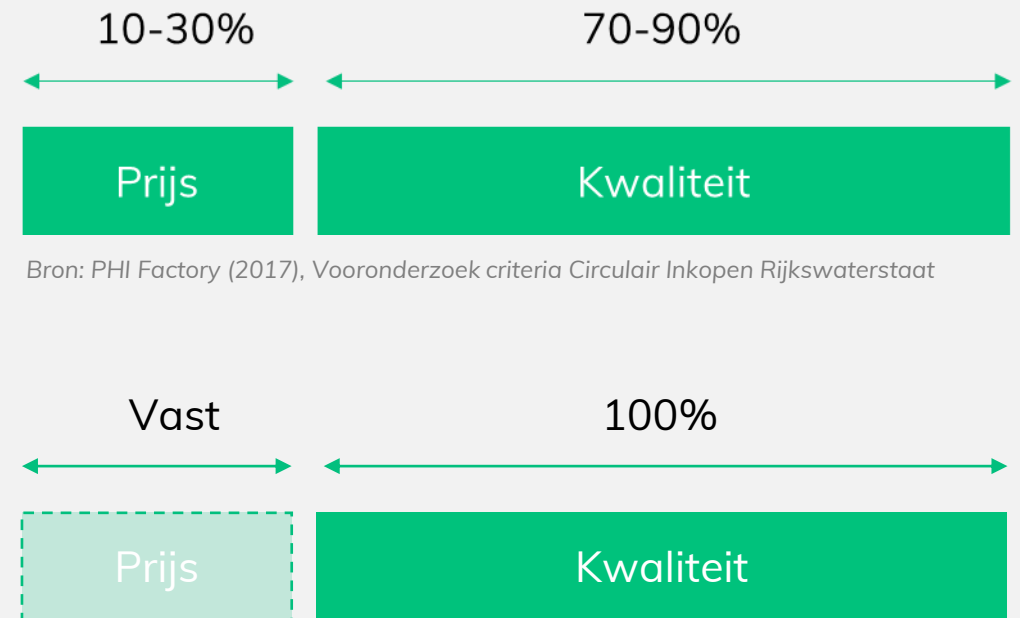 10-30% 70-90%
Prijs Kwaliteit
Bron: PHI Factory (2017), Vooronderzoek criteria Circulair Inkopen Rijkswaterstaat
Vast 100%
Prijs Kwaliteit